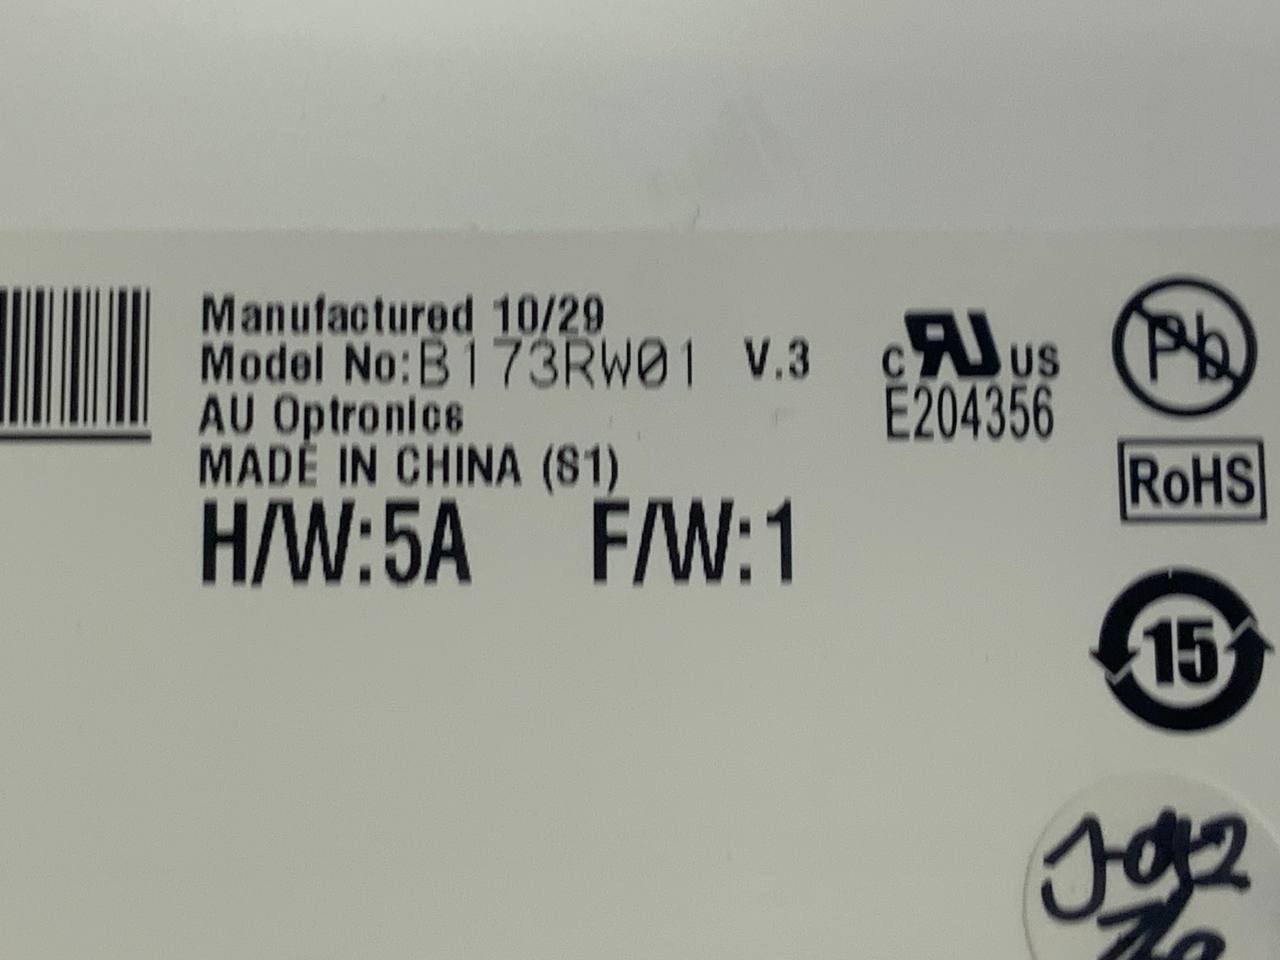 Manufactured 10/29
Model No:B173RW01 V.3
AU Optronics
MADE IN CHINA (S1)
H/W:5A F/W:1
c RU US
E204356
Pb
RoHS
15